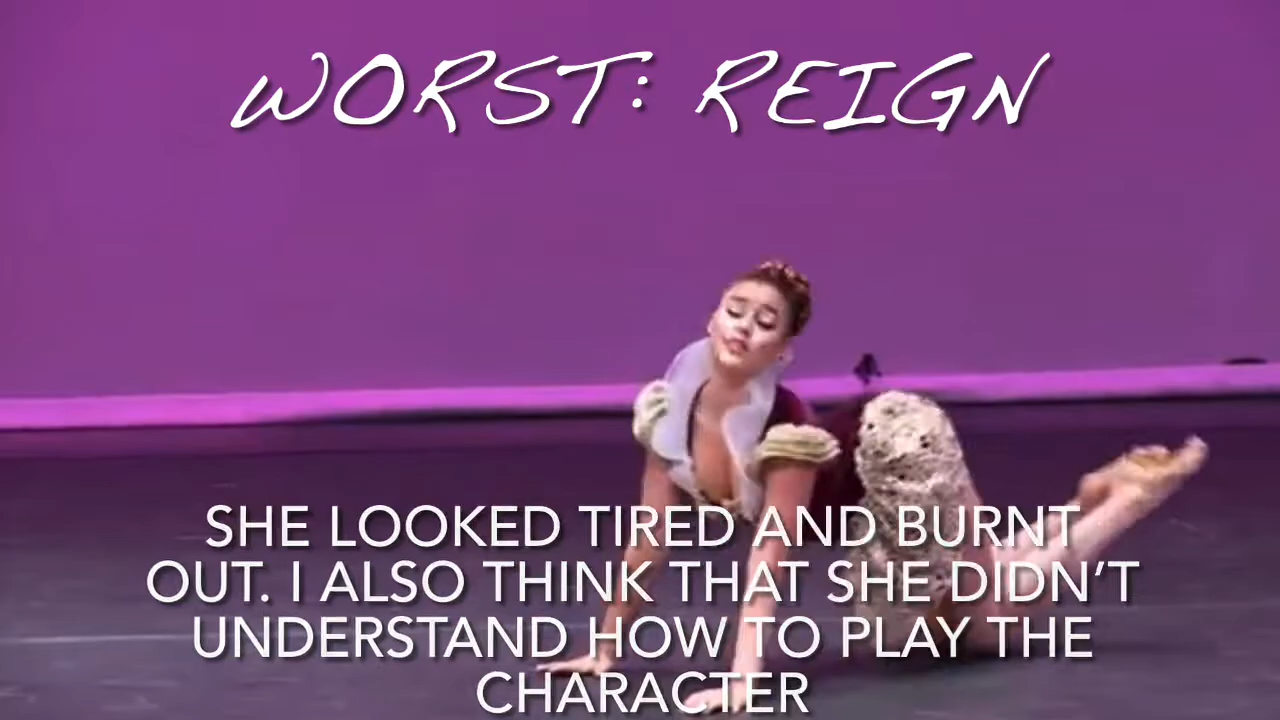 WORST: REIGN
SHE LOOKED TIRED AND BURNT
OUT. I ALSO THINK THAT SHE DIDN’T
UNDERSTAND HOW TO PLAY THE
CHARACTER